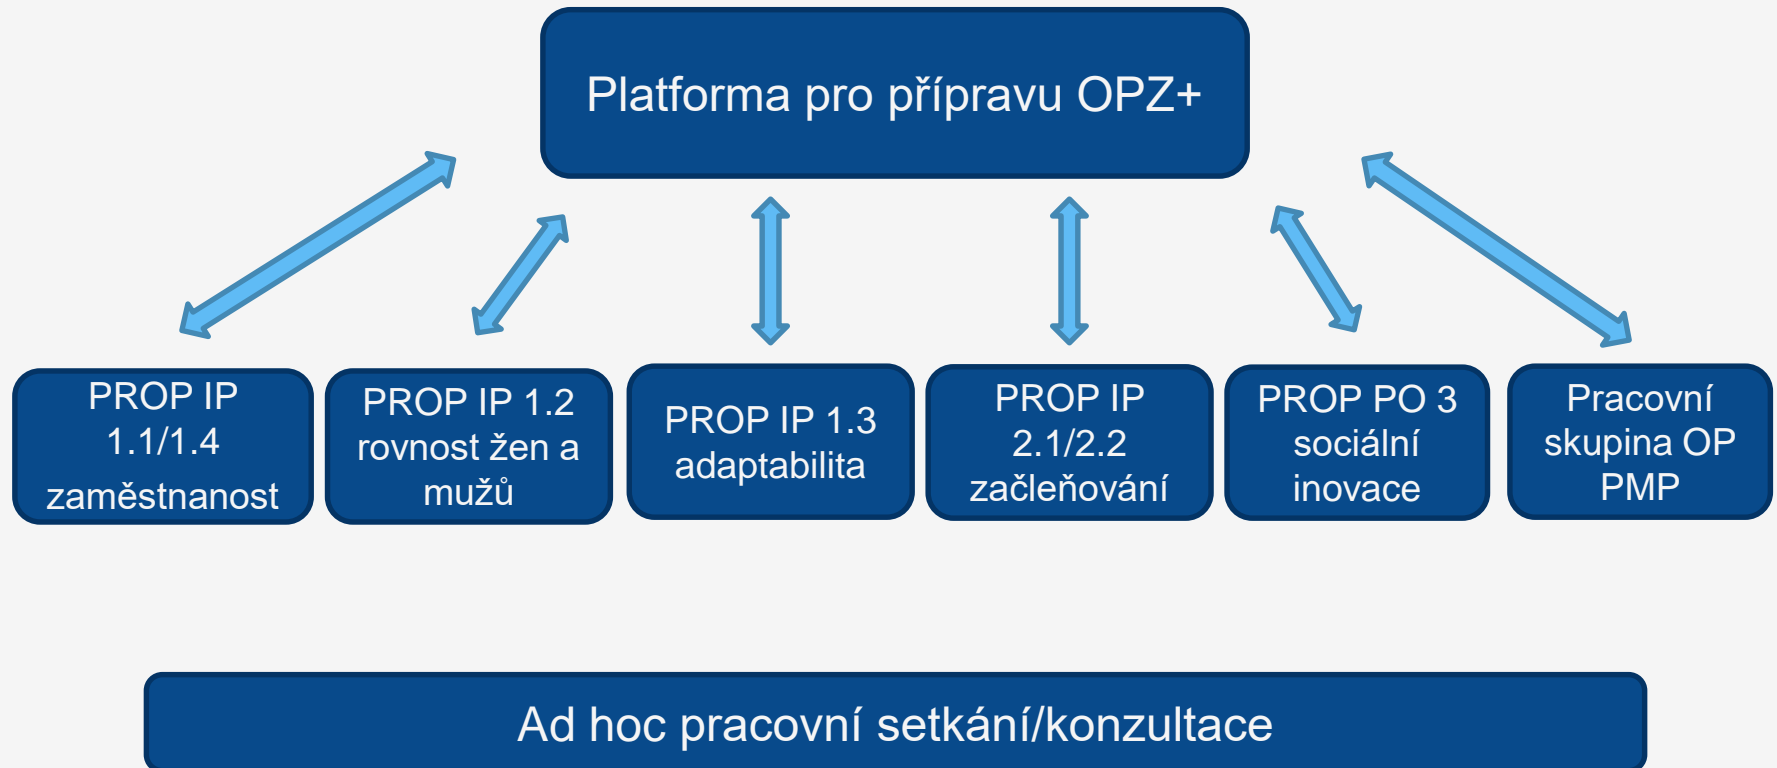 Platforma pro přípravu OPZ+
PROP IP
1.1/1.4
zaměstnanost
PROP IP 1.2
rovnost žen a
mužů
PROP IP 1.3
adaptabilita
PROP IP
2.1/2.2
začleňování
PROP PO 3
sociální
inovace
Pracovní
skupina OP
PMP
Ad hoc pracovní setkání/konzultace